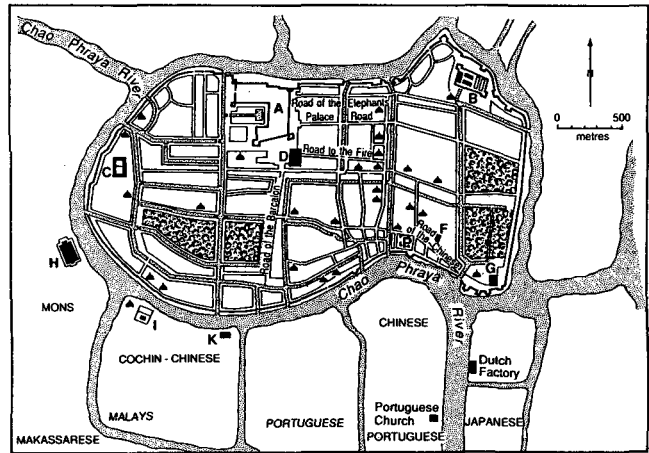 Chao Phraya River
A
B
N
0 500
metres
Road of the Palace
Elephant Road
D
Road to the Fire
C
Road of the Barcalon
F
Road of the Chinese
E
G
H
Chao Phraya River
MONS
I
K
CHINESE
COCHIN - CHINESE
Dutch Factory
MALAYS
PORTUGUESE
Portuguese Church
PORTUGUESE
JAPANESE
MAKASSARESE